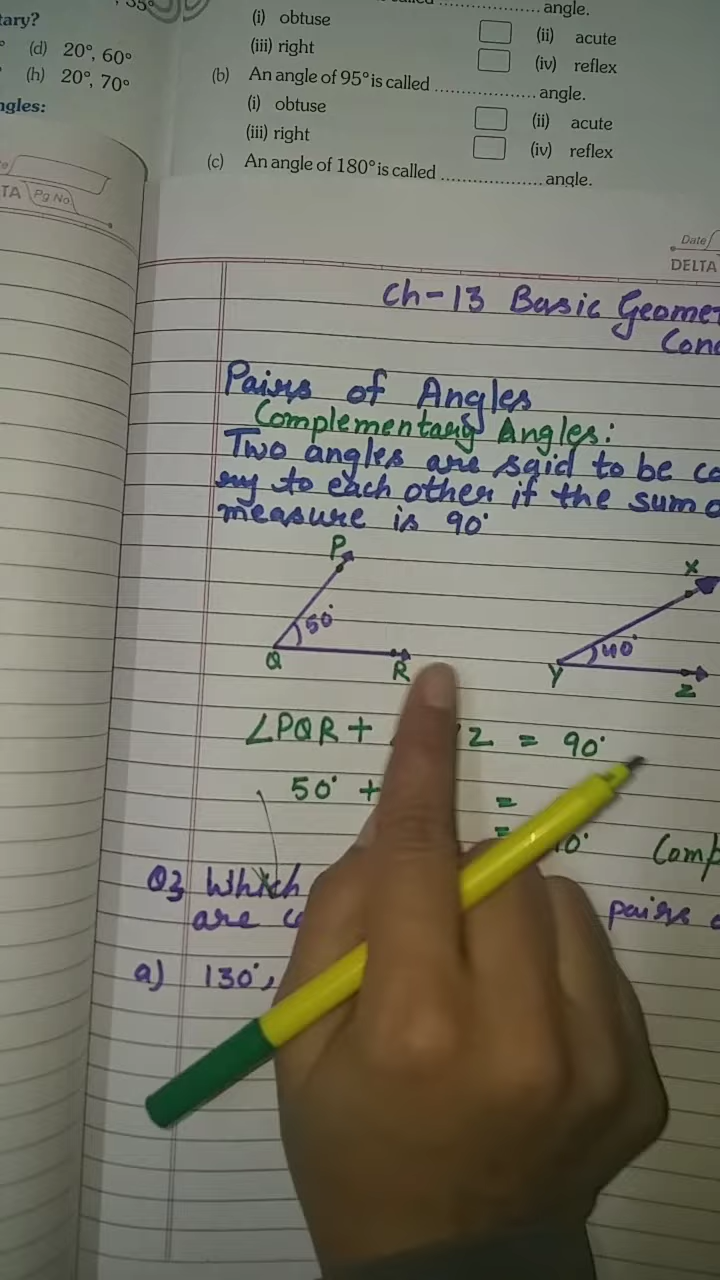 tary?
(d) 20°, 60°
(h) 20°, 70°
ngles:
angle.
(i) obtuse
(ii) acute
(iii) right
(iv) reflex
(b) An angle of 95° is called ................ angle.
(i) obtuse
(ii) acute
(iii) right
(iv) reflex
(c) An angle of 180° is called ................ angle.
TA Pg No.
Date
DELTA
Ch-13 Basic Geome
Con
Pairs of Angles
Complementary Angles:
Two angles are said to be co
ry to each other if the sum o
measure is 90°
P
50°
Q R
X
40°
Y Z
∠PQR + Z = 90°
50° + =
= 0° Comp
Q3 Which
are c pairs
a) 130°,